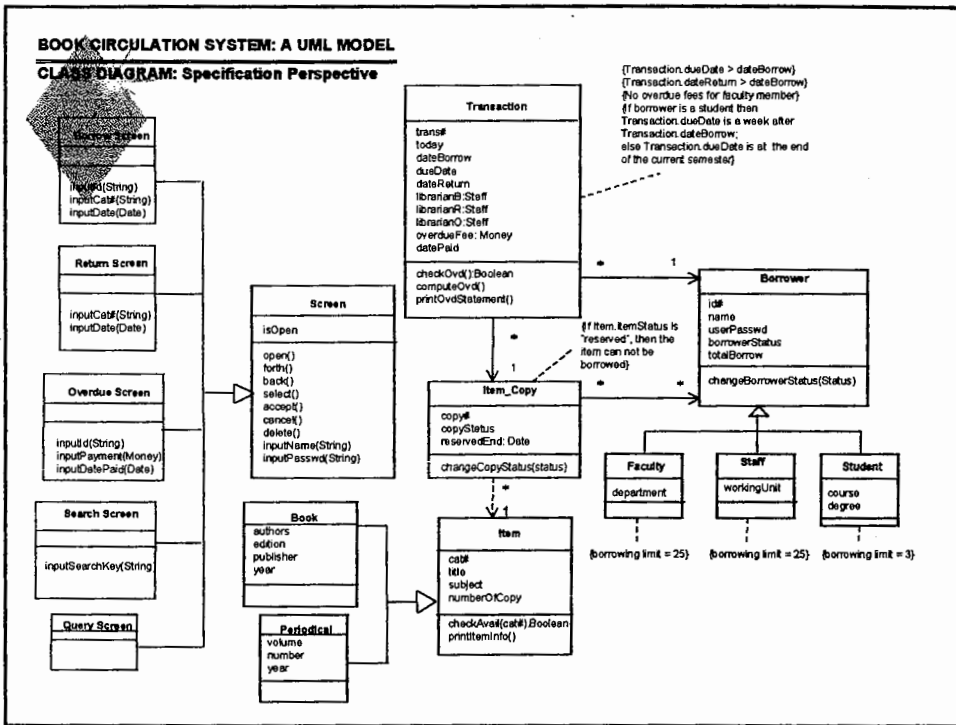 BOOK CIRCULATION SYSTEM: A UML MODEL
CLASS DIAGRAM: Specification Perspective
{Transaction.dueDate > dateBorrow}
{Transaction.dateReturn > dateBorrow}
{No overdue fees for faculty member}
{If borrower is a student then
Transaction.dueDate is a week after
Transaction.dateBorrow;
else Transaction.dueDate is at the end
of the current semester}
Transaction
trans#
today
dateBorrow
dueDate
dateReturn
librarianB:Staff
librarianR:Staff
librarianO:Staff
overdueFee: Money
datePaid
checkOvd():Boolean
computeOvd()
printOvdStatement()
Borrow Screen
inputId(String)
inputCat#(String)
inputDate(Date)
Return Screen
inputCat#(String)
inputDate(Date)
Overdue Screen
inputId(String)
inputPayment(Money)
inputDatePaid(Date)
Search Screen
inputSearchKey(String
Query Screen
Screen
isOpen
open()
forth()
back()
select()
accept()
cancel()
delete()
inputName(String)
inputPasswd(String)
* 1
Borrower
id#
name
userPasswd
borrowerStatus
totalBorrow
changeBorrowerStatus(Status)
*
1
{If Item.ItemStatus is
"reserved", then the
item can not be
borrowed}
Item_Copy
copy#
copyStatus
reservedEnd: Date
changeCopyStatus(status)
* *
*
1
Faculty
department
Staff
workingUnit
Student
course
degree
{borrowing limit = 25}
{borrowing limit = 25}
{borrowing limit = 3}
Book
authors
edition
publisher
year
Periodical
volume
number
year
Item
cat#
title
subject
numberOfCopy
checkAvail(cat#):Boolean
printItemInfo()